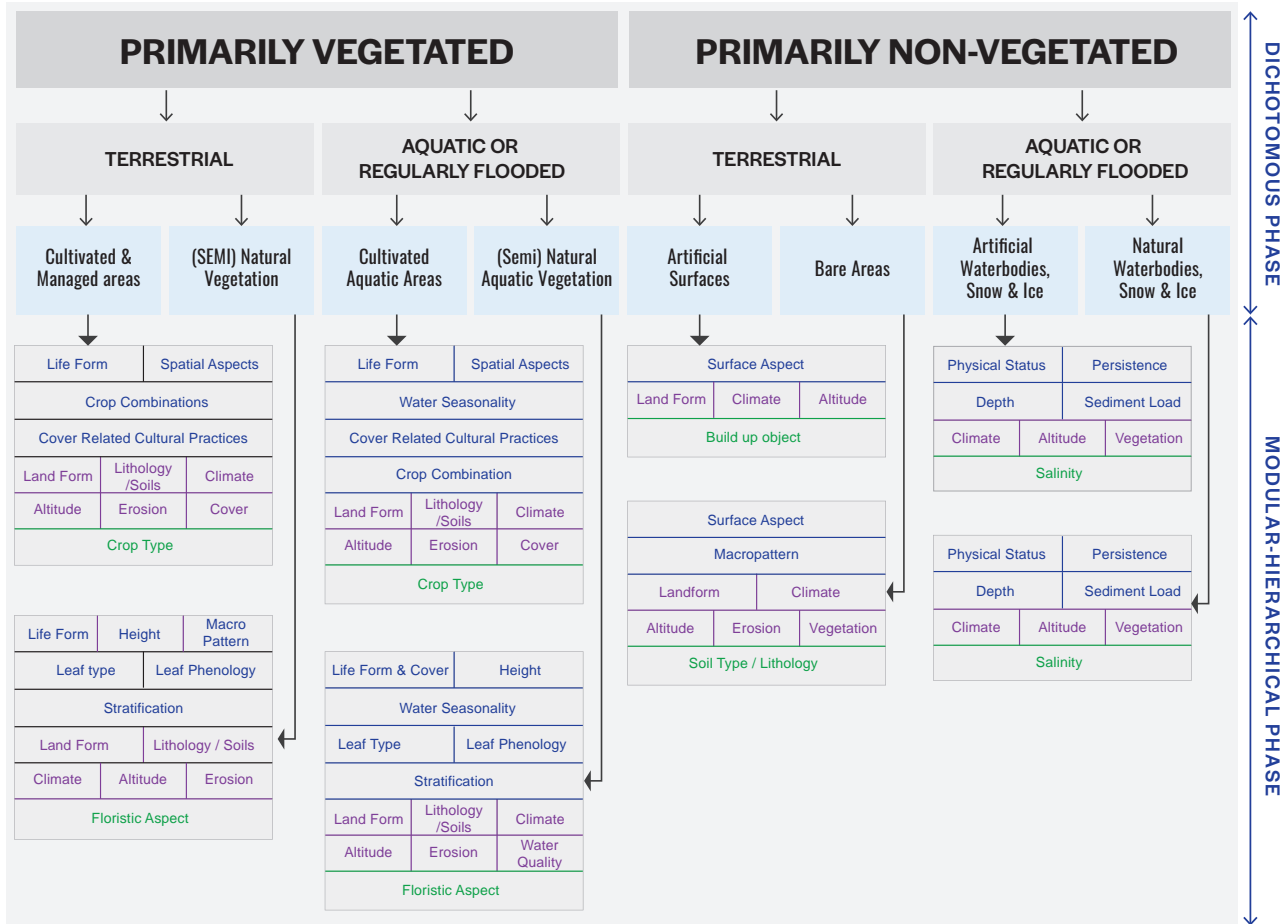 PRIMARILY VEGETATED
PRIMARILY NON-VEGETATED
TERRESTRIAL
AQUATIC OR
REGULARLY FLOODED
TERRESTRIAL
AQUATIC OR
REGULARLY FLOODED
Cultivated &
Managed areas
(SEMI) Natural
Vegetation
Cultivated
Aquatic Areas
(Semi) Natural
Aquatic Vegetation
Artificial
Surfaces
Bare Areas
Artificial
Waterbodies,
Snow & Ice
Natural
Waterbodies,
Snow & Ice
DICHOTOMOUS PHASE
MODULAR-HIERARCHICAL PHASE
Life Form
Spatial Aspects
Crop Combinations
Cover Related Cultural Practices
Land Form
Lithology
/Soils
Climate
Altitude
Erosion
Cover
Crop Type
Life Form
Height
Macro
Pattern
Leaf type
Leaf Phenology
Stratification
Land Form
Lithology / Soils
Climate
Altitude
Erosion
Floristic Aspect
Life Form
Spatial Aspects
Water Seasonality
Cover Related Cultural Practices
Crop Combination
Land Form
Lithology
/Soils
Climate
Altitude
Erosion
Cover
Crop Type
Life Form & Cover
Height
Water Seasonality
Leaf Type
Leaf Phenology
Stratification
Land Form
Lithology
/Soils
Climate
Altitude
Erosion
Water
Quality
Floristic Aspect
Surface Aspect
Land Form
Climate
Altitude
Build up object
Surface Aspect
Macropattern
Landform
Climate
Altitude
Erosion
Vegetation
Soil Type / Lithology
Physical Status
Persistence
Depth
Sediment Load
Climate
Altitude
Vegetation
Salinity
Physical Status
Persistence
Depth
Sediment Load
Climate
Altitude
Vegetation
Salinity